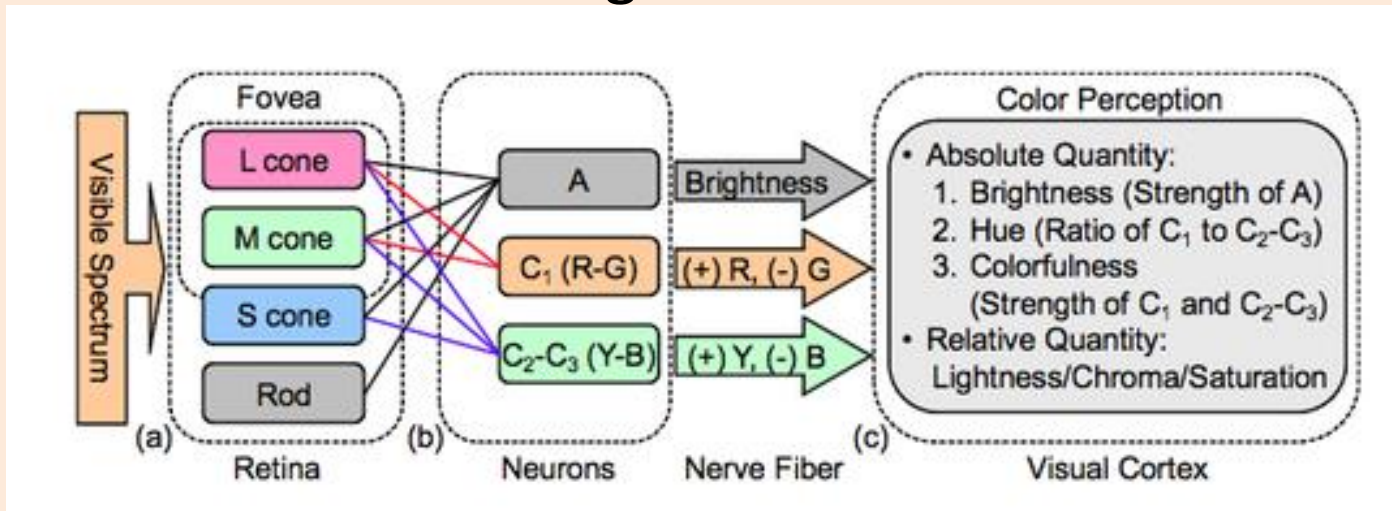 Visible Spectrum
Fovea
L cone
M cone
S cone
Rod
(a)
Retina
A
C₁ (R-G)
C₂-C₃ (Y-B)
(b)
Neurons
Brightness
(+) R, (-) G
(+) Y, (-) B
Nerve Fiber
(c)
Color Perception
• Absolute Quantity:
1. Brightness (Strength of A)
2. Hue (Ratio of C₁ to C₂-C₃)
3. Colorfulness
(Strength of C₁ and C₂-C₃)
• Relative Quantity:
Lightness/Chroma/Saturation
Visual Cortex